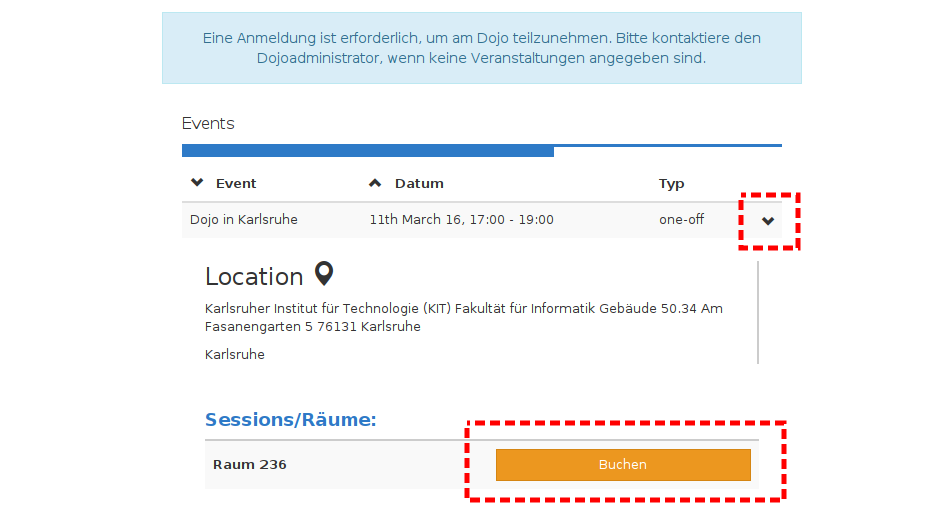 Eine Anmeldung ist erforderlich, um am Dojo teilzunehmen. Bitte kontaktiere den
Dojoadministrator, wenn keine Veranstaltungen angegeben sind.
Events
Event Datum Typ
Dojo in Karlsruhe 11th March 16, 17:00 - 19:00 one-off
Location
Karlsruher Institut für Technologie (KIT) Fakultät für Informatik Gebäude 50.34 Am
Fasanengarten 5 76131 Karlsruhe
Karlsruhe
Sessions/Räume:
Raum 236 Buchen